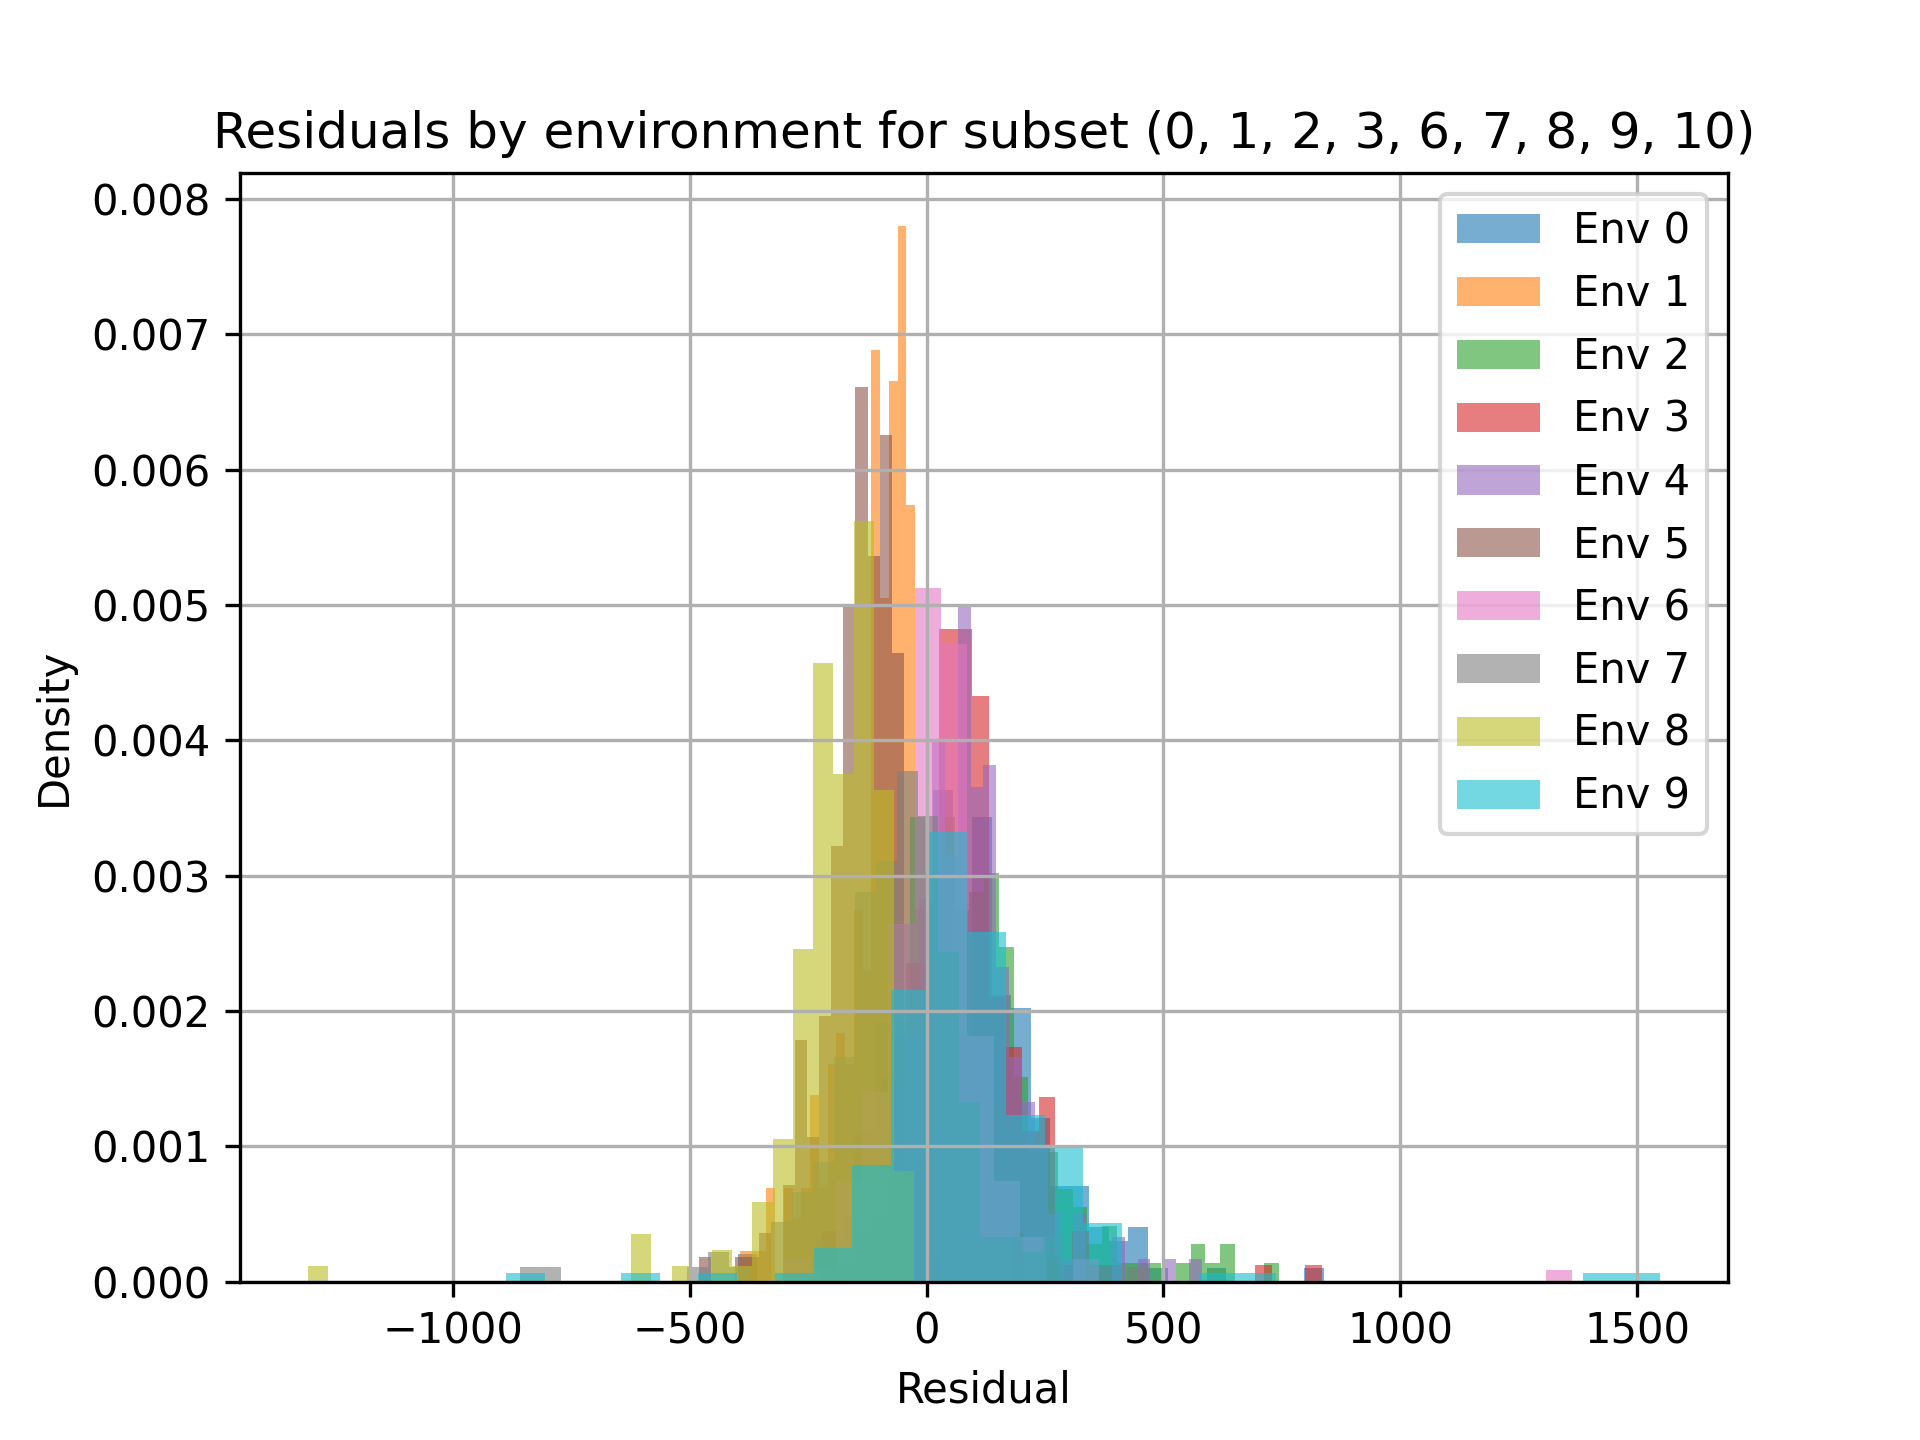 Residuals by environment for subset (0, 1, 2, 3, 6, 7, 8, 9, 10)
0.008
0.007
0.006
0.005
0.004
0.003
0.002
0.001
0.000
Density
Env 0
Env 1
Env 2
Env 3
Env 4
Env 5
Env 6
Env 7
Env 8
Env 9
−1000
−500
0
500
1000
1500
Residual